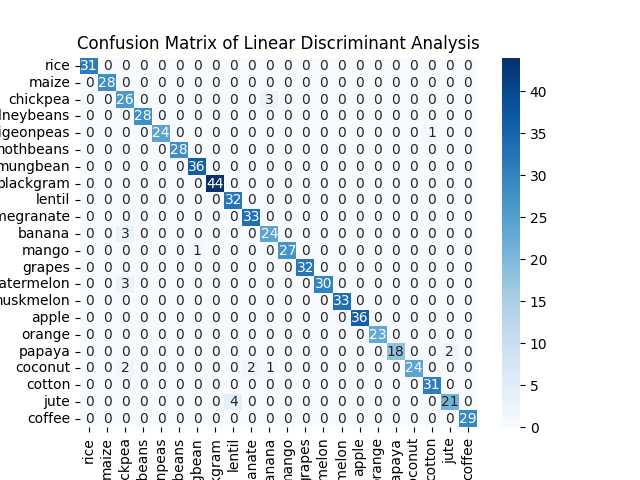 Confusion Matrix of Linear Discriminant Analysis
rice 31 0 0 0 0 0 0 0 0 0 0 0 0 0 0 0 0 0 0 0 0 0
maize 0 28 0 0 0 0 0 0 0 0 0 0 0 0 0 0 0 0 0 0 0 0
chickpea 0 0 26 0 0 0 0 0 0 0 3 0 0 0 0 0 0 0 0 0 0 0
lneybeans 0 0 0 28 0 0 0 0 0 0 0 0 0 0 0 0 0 0 0 0 0 0
igeonpeas 0 0 0 0 24 0 0 0 0 0 0 0 0 0 0 0 0 0 0 1 0 0
nothbeans 0 0 0 0 0 28 0 0 0 0 0 0 0 0 0 0 0 0 0 0 0 0
mungbean 0 0 0 0 0 0 36 0 0 0 0 0 0 0 0 0 0 0 0 0 0 0
blackgram 0 0 0 0 0 0 0 44 0 0 0 0 0 0 0 0 0 0 0 0 0 0
lentil 0 0 0 0 0 0 0 0 32 0 0 0 0 0 0 0 0 0 0 0 0 0
megranate 0 0 0 0 0 0 0 0 0 33 0 0 0 0 0 0 0 0 0 0 0 0
banana 0 0 3 0 0 0 0 0 0 0 24 0 0 0 0 0 0 0 0 0 0 0
mango 0 0 0 0 0 0 1 0 0 0 0 27 0 0 0 0 0 0 0 0 0 0
grapes 0 0 0 0 0 0 0 0 0 0 0 0 32 0 0 0 0 0 0 0 0 0
atermelon 0 0 3 0 0 0 0 0 0 0 0 0 0 30 0 0 0 0 0 0 0 0
nuskmelon 0 0 0 0 0 0 0 0 0 0 0 0 0 0 33 0 0 0 0 0 0 0
apple 0 0 0 0 0 0 0 0 0 0 0 0 0 0 0 36 0 0 0 0 0 0
orange 0 0 0 0 0 0 0 0 0 0 0 0 0 0 0 0 23 0 0 0 0 0
papaya 0 0 0 0 0 0 0 0 0 0 0 0 0 0 0 0 0 18 0 0 2 0
coconut 0 0 2 0 0 0 0 0 0 2 1 0 0 0 0 0 0 0 24 0 0 0
cotton 0 0 0 0 0 0 0 0 0 0 0 0 0 0 0 0 0 0 0 31 0 0
jute 0 0 0 0 0 0 0 0 4 0 0 0 0 0 0 0 0 0 0 0 21 0
coffee 0 0 0 0 0 0 0 0 0 0 0 0 0 0 0 0 0 0 0 0 0 29
rice
maize
ckpea
beans
npeas
beans
gbean
kgram
lentil
anate
anana
nango
rapes
melon
melon
apple
range
apaya
oconut
cotton
jute
coffee
40
35
30
25
20
15
10
5
0